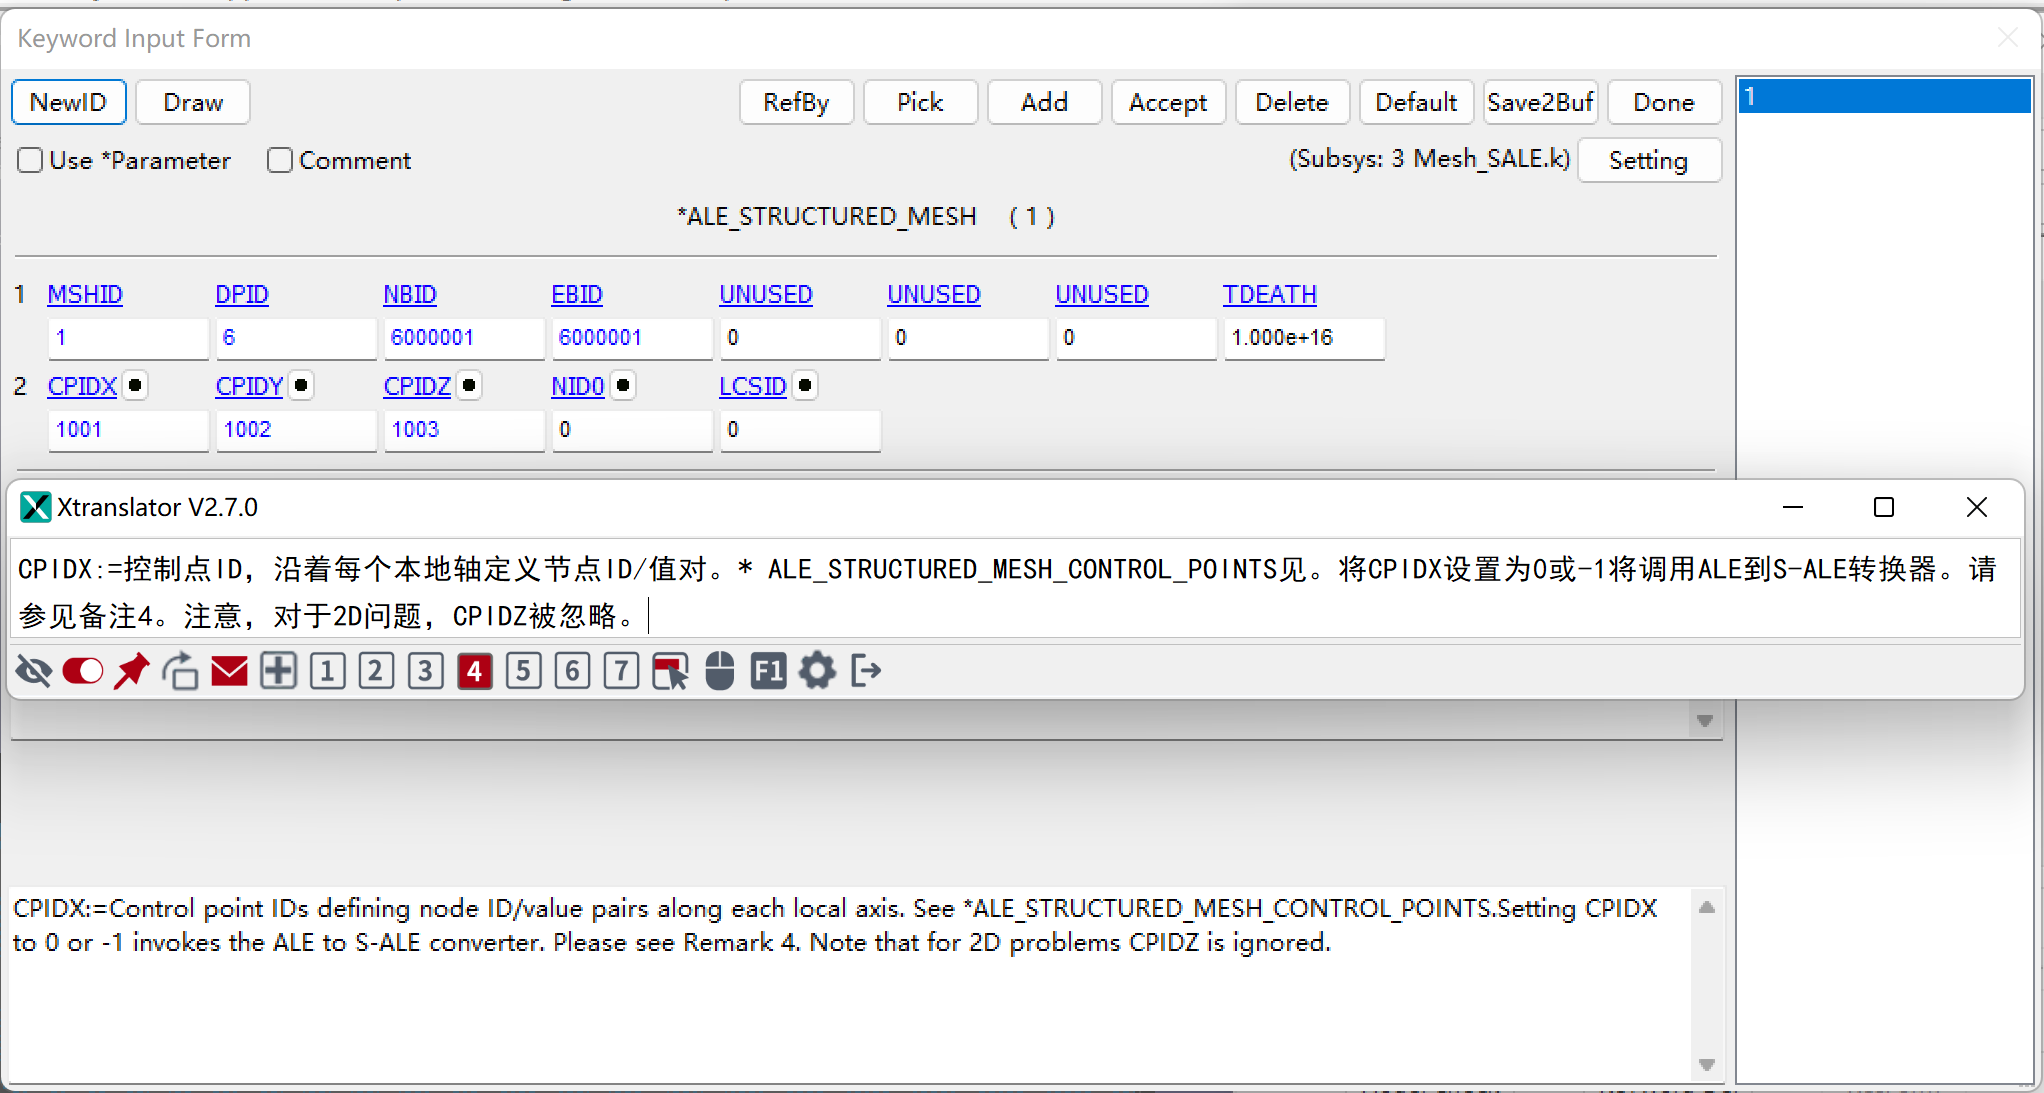 Keyword Input Form
NewID Draw RefBy Pick Add Accept Delete Default Save2Buf Done
1
Use *Parameter Comment (Subsys: 3 Mesh_SALE.k) Setting
*ALE_STRUCTURED_MESH (1)
1 MSHID DPID NBID EBID UNUSED UNUSED UNUSED TDEATH
1 6 6000001 6000001 0 0 0 1.000e+16
2 CPIDX CPIDY CPIDZ NID0 LCSID
1001 1002 1003 0 0
Xtranslator V2.7.0
CPIDX:=控制点ID，沿着每个本地轴定义节点ID/值对。* ALE_STRUCTURED_MESH_CONTROL_POINTS见。将CPIDX设置为0或-1将调用ALE到S-ALE转换器。请
参见备注4。注意，对于2D问题，CPIDZ被忽略。
1 2 3 4 5 6 7 F1
CPIDX:=Control point IDs defining node ID/value pairs along each local axis. See *ALE_STRUCTURED_MESH_CONTROL_POINTS.Setting CPIDX
to 0 or -1 invokes the ALE to S-ALE converter. Please see Remark 4. Note that for 2D problems CPIDZ is ignored.